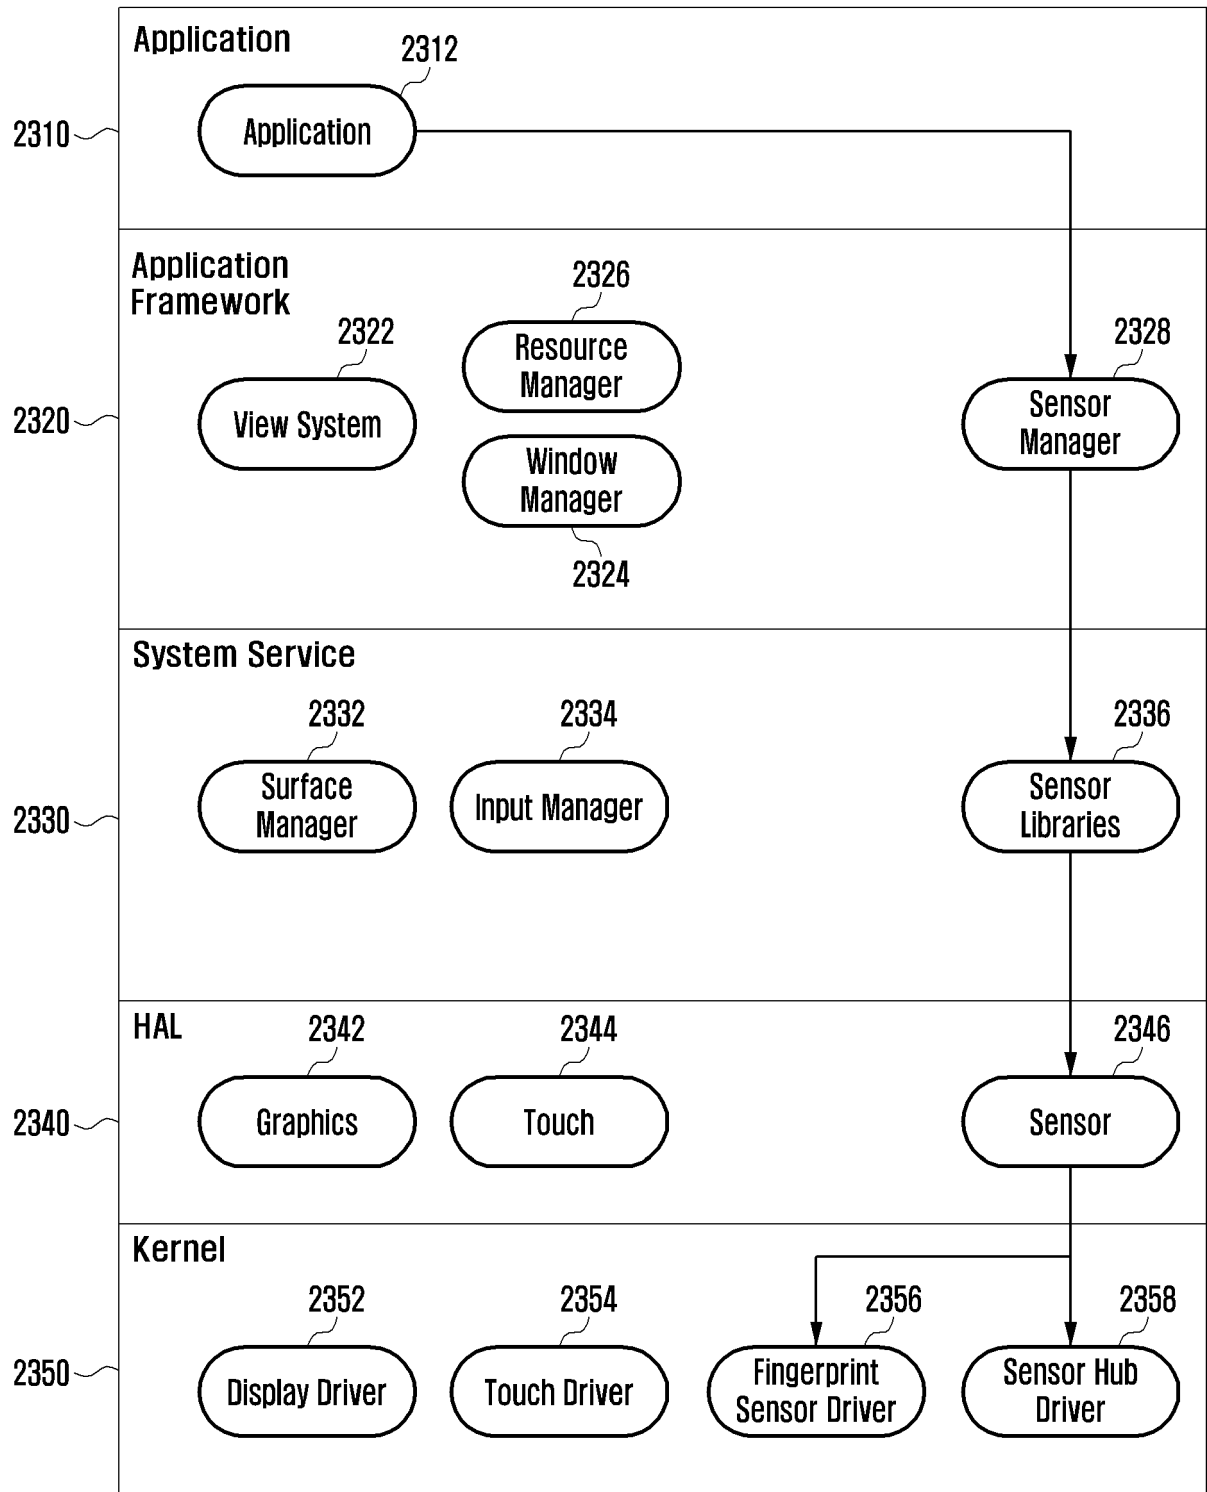 Application
2312
Application
2310
Application
Framework
2326
2322
2328
Resource
Manager
View System
Sensor
Manager
2320
Window
Manager
2324
System Service
2332
2334
2336
Surface
Manager
Input Manager
Sensor
Libraries
2330
HAL
2342
2344
2346
Graphics
Touch
Sensor
2340
Kernel
2352
2354
2356
2358
Display Driver
Touch Driver
Fingerprint
Sensor Driver
Sensor Hub
Driver
2350